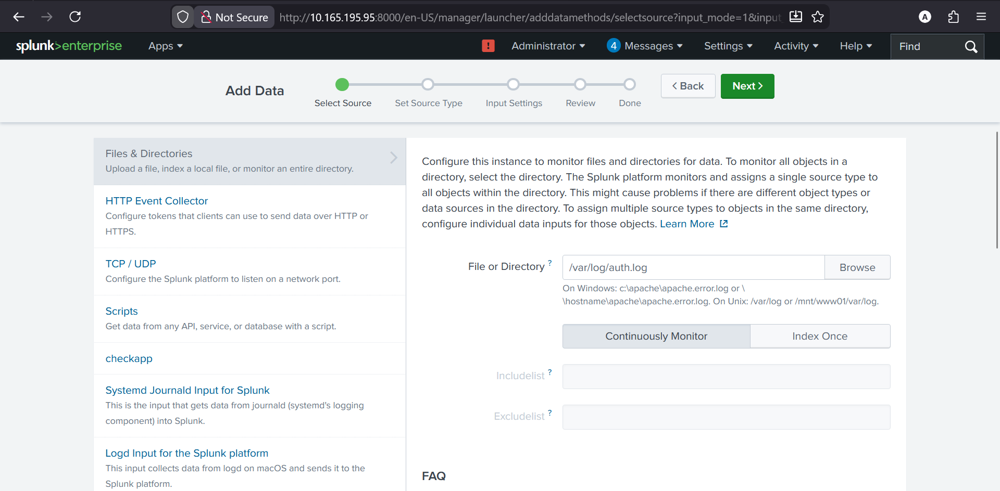 Not Secure
http://10.165.195.95:8000/en-US/manager/launcher/adddatamethods/selectsource?input_mode=1&input_
A
splunk>enterprise
Apps
!
Administrator
4 Messages
Settings
Activity
Help
Find
Add Data
Select Source
Set Source Type
Input Settings
Review
Done
< Back
Next >
Files & Directories
Upload a file, index a local file, or monitor an entire directory.
HTTP Event Collector
Configure tokens that clients can use to send data over HTTP or
HTTPS.
TCP / UDP
Configure the Splunk platform to listen on a network port.
Scripts
Get data from any API, service, or database with a script.
checkapp
Systemd Journald Input for Splunk
This is the input that gets data from journald (systemd's logging
component) into Splunk.
Logd Input for the Splunk platform
This input collects data from logd on macOS and sends it to the
Splunk platform.
Configure this instance to monitor files and directories for data. To monitor all objects in a
directory, select the directory. The Splunk platform monitors and assigns a single source type to
all objects within the directory. This might cause problems if there are different object types or
data sources in the directory. To assign multiple source types to objects in the same directory,
configure individual data inputs for those objects. Learn More
File or Directory ?
/var/log/auth.log
Browse
On Windows: c:\apache\apache.error.log or \
\hostname\apache\apache.error.log. On Unix: /var/log or /mnt/www01/var/log.
Continuously Monitor
Index Once
Includelist ?
Excludelist ?
FAQ